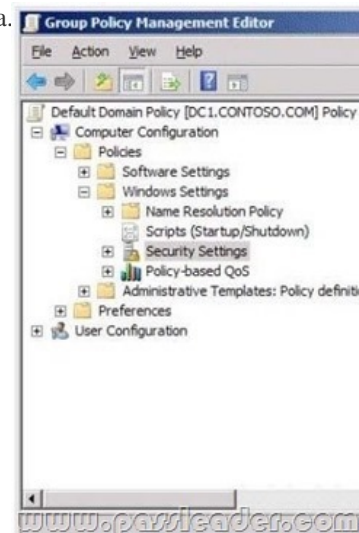 a.
Group Policy Management Editor
File Action View Help
Default Domain Policy [DC1.CONTOSO.COM] Policy
Computer Configuration
Policies
Software Settings
Windows Settings
Name Resolution Policy
Scripts (Startup/Shutdown)
Security Settings
Policy-based QoS
Administrative Templates: Policy definiti
Preferences
User Configuration
www.passleader.com